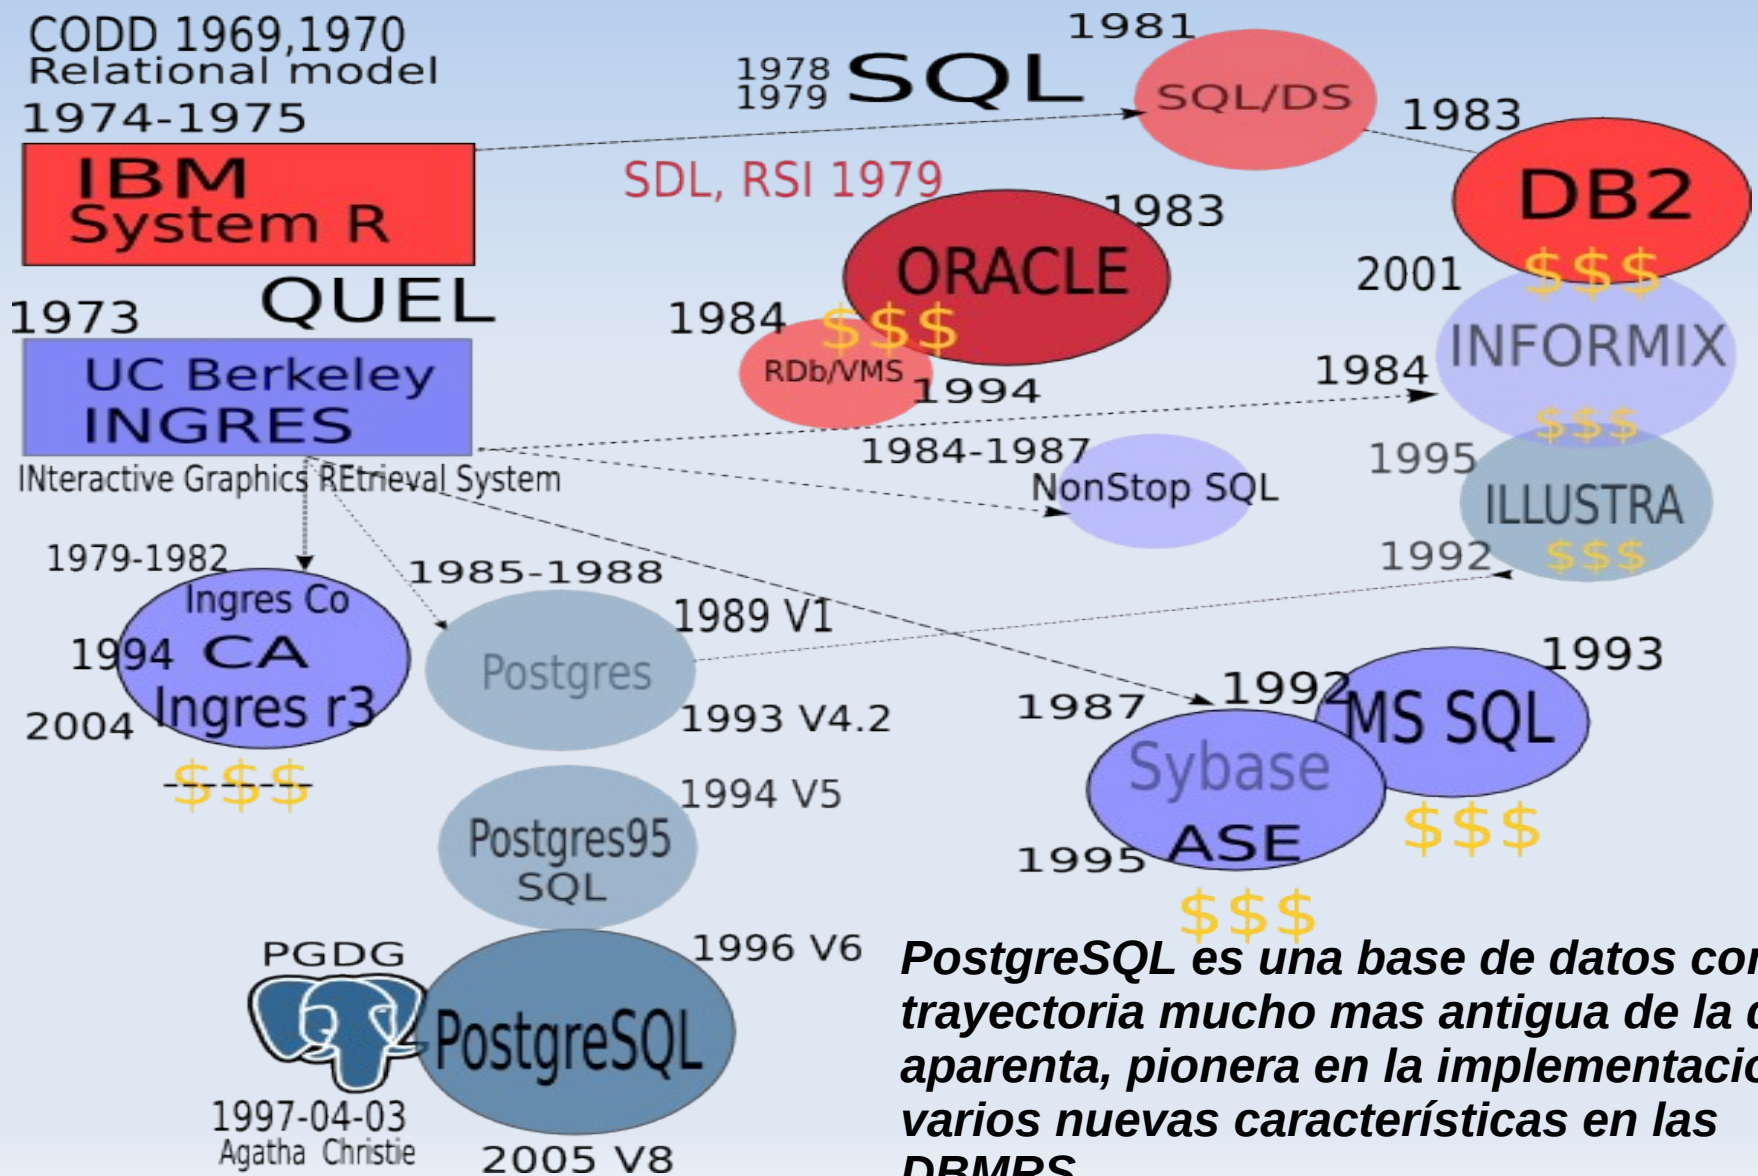 CODD 1969,1970
Relational model
1974-1975
IBM
System R
QUEL
1973
UC Berkeley
INGRES
INteractive Graphics REtrieval System
1978
1979
SQL
1981
SQL/DS
1983
DB2
$$$
SDL, RSI 1979
1983
ORACLE
$$$
1984
RDb/VMS
1994
2001
INFORMIX
1984
$$$
1984-1987
NonStop SQL
1995
ILLUSTRA
1992
$$$
1979-1982
Ingres Co
1994 CA
Ingres r3
2004
$$$
1985-1988
1989 V1
Postgres
1993 V4.2
1994 V5
Postgres95
SQL
1996 V6
PGDG
PostgreSQL
1997-04-03
Agatha Christie
2005 V8
1987
1992
1993
MS SQL
$$$
Sybase
ASE
1995
$$$
PostgreSQL es una base de datos
trayectoria mucho mas antigua de la
aparenta, pionera en la
varios nuevas características en las
DBMRS